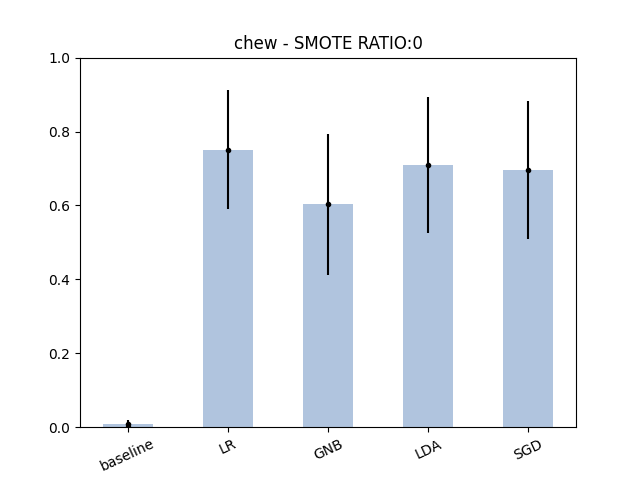 chew - SMOTE RATIO:0
1.0
0.8
0.6
0.4
0.2
0.0
baseline
LR
GNB
LDA
SGD